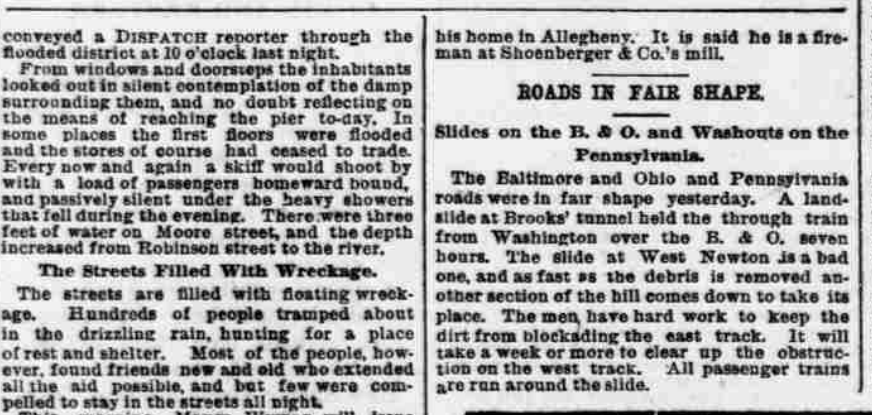 conveyed a DISPATCH reporter through the
flooded district at 10 o'clock last night.
From windows and doorsteps the inhabitants
looked out in silent contemplation of the damp
surrounding them, and no doubt reflecting on
the means of reaching the pier to-day. In
some places the first floors were flooded
and the stores of course had ceased to trade.
Every now and again a skiff would shoot by
with a load of passengers homeward bound,
and passively silent under the heavy showers
that fell during the evening. There were three
feet of water on Moore street, and the depth
increased from Robinson street to the river.
The Streets Filled With Wreckage.
The streets are filled with floating wreck-
age. Hundreds of people tramped about
in the drizzling rain, hunting for a place
of rest and shelter. Most of the people, how-
ever, found friends new and old who extended
all the aid possible, and but few were com-
pelled to stay in the streets all night.
his home in Allegheny. It is said he is a fire-
man at Shoenberger & Co.'s mill.
ROADS IN FAIR SHAPE.
Slides on the B. & O. and Washouts on the
Pennsylvania.
The Baltimore and Ohio and Pennsylvania
roads were in fair shape yesterday. A land-
slide at Brooks' tunnel held the through train
from Washington over the B. & O. seven
hours. The slide at West Newton is a bad
one, and as fast as the debris is removed an-
other section of the hill comes down to take its
place. The men have hard work to keep the
dirt from blockading the east track. It will
take a week or more to clear up the obstruc-
tion on the west track. All passenger trains
are run around the slide.